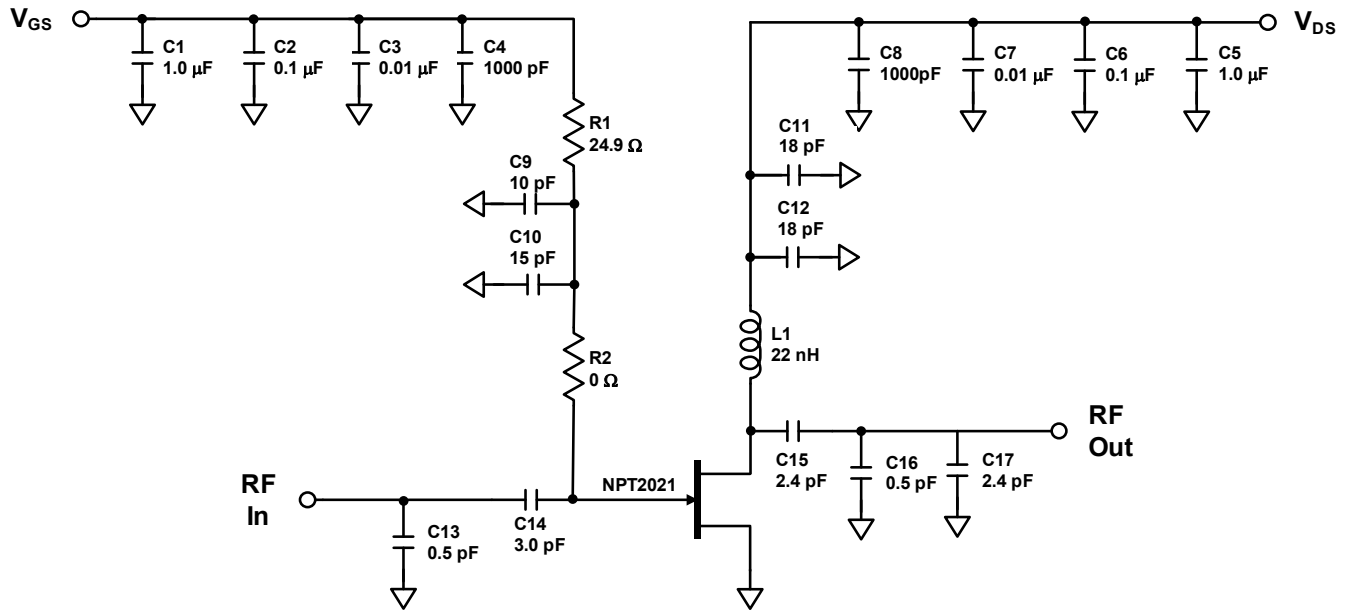 V_GS
C1
1.0 μF
C2
0.1 μF
C3
0.01 μF
C4
1000 pF
C8
1000pF
C7
0.01 μF
C6
0.1 μF
C5
1.0 μF
V_DS
R1
24.9 Ω
C9
10 pF
C10
15 pF
R2
0 Ω
C11
18 pF
C12
18 pF
L1
22 nH
RF
In
C13
0.5 pF
C14
3.0 pF
NPT2021
C15
2.4 pF
C16
0.5 pF
C17
2.4 pF
RF
Out